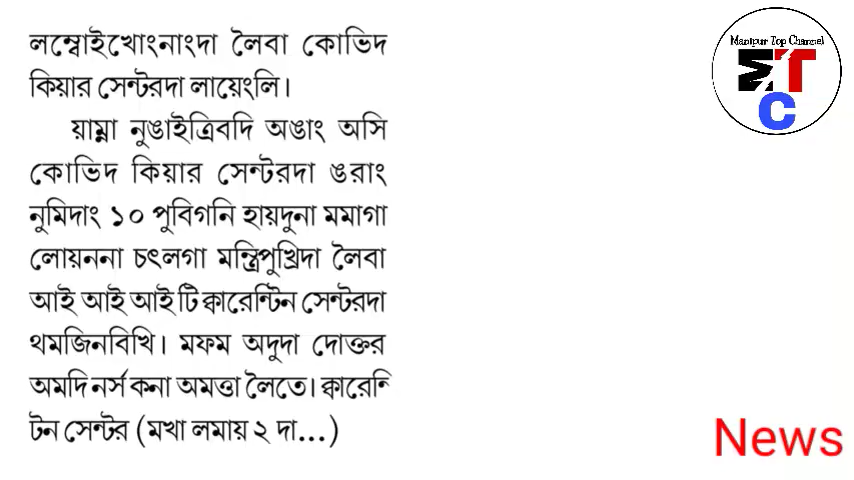 লম্বোইখোংনাংদা লৈবা কোভিদ
কিয়ার সেন্টরদা লায়েংলি।
য়াম্না নুঙাইত্রিবদি অঙাং অসি
কোভিদ কিয়ার সেন্টরদা ঙরাং
নুমিদাং ১০ পুবিগনি হায়দুনা মমাগা
লোয়ননা চৎলগা মন্ত্রিপুখ্রিদা লৈবা
আই আই আই টি ক্বারেন্টিন সেন্টরদা
থমজিনবিখি। মফম অদুদা দোক্তর
অমদি নর্স কনা অমত্তা লৈতে। ক্বারেন্টি
টন সেন্টর (মখা লমায় ২ দা...)
Manipur Top Channel
MTC
News